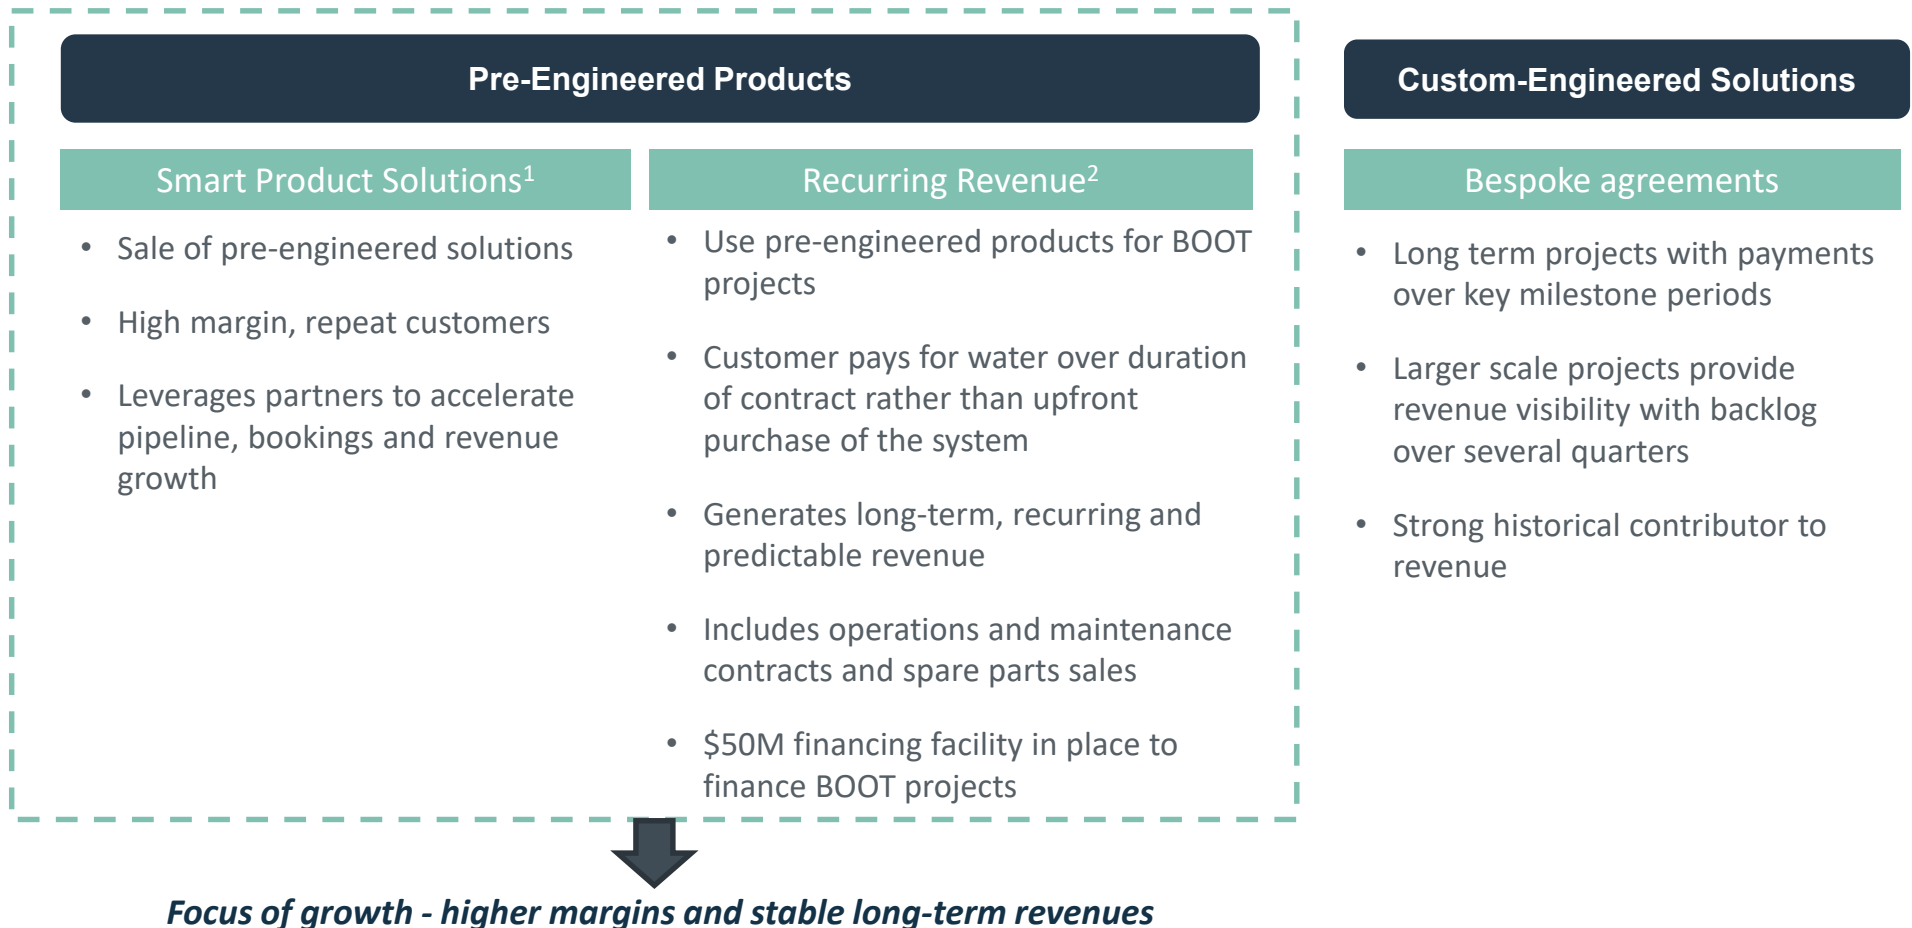 Pre-Engineered Products
Smart Product Solutions¹
• Sale of pre-engineered solutions
• High margin, repeat customers
• Leverages partners to accelerate
pipeline, bookings and revenue
growth
Recurring Revenue²
• Use pre-engineered products for BOOT
projects
• Customer pays for water over duration
of contract rather than upfront
purchase of the system
• Generates long-term, recurring and
predictable revenue
• Includes operations and maintenance
contracts and spare parts sales
• $50M financing facility in place to
finance BOOT projects
Custom-Engineered Solutions
Bespoke agreements
• Long term projects with payments
over key milestone periods
• Larger scale projects provide
revenue visibility with backlog
over several quarters
• Strong historical contributor to
revenue
Focus of growth - higher margins and stable long-term revenues